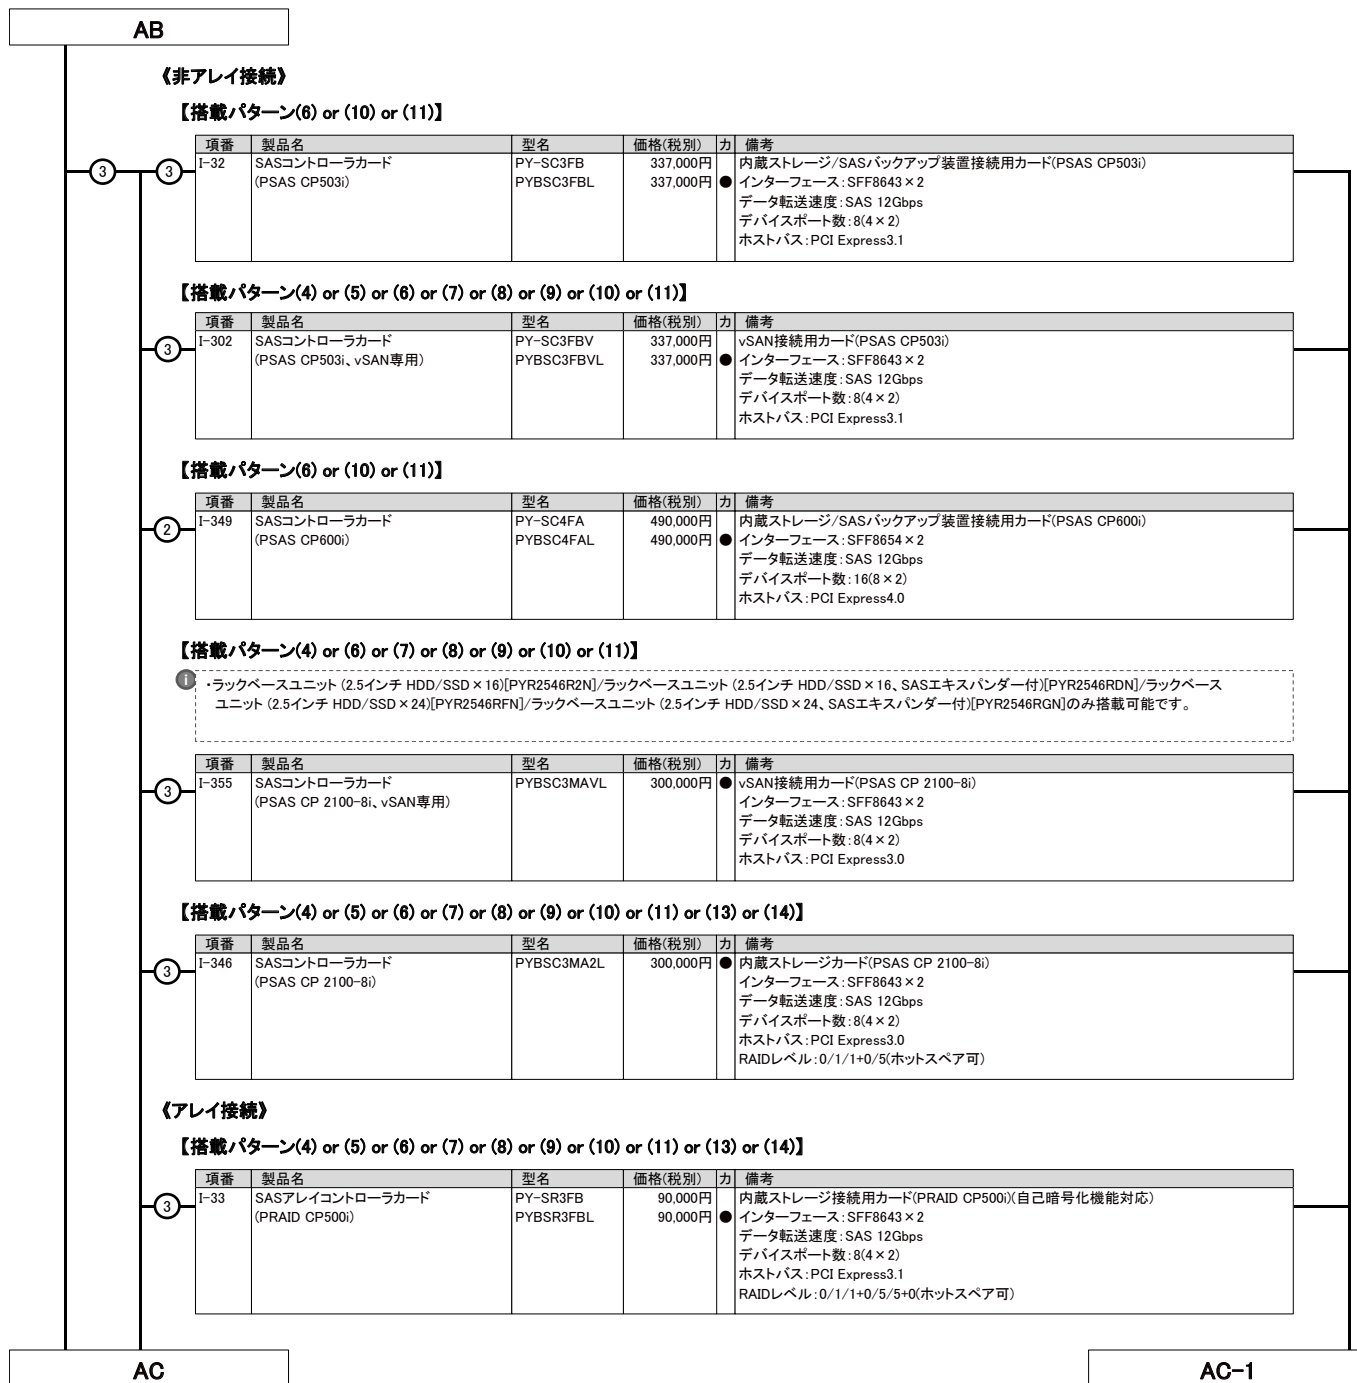 AB
《非アレイ接続》
【搭載パターン(6) or (10) or (11)】
項番 製品名 型名 価格(税別) カ 備考
③ ③ I-32 SASコントローラカード PY-SC3FB 337,000円 内蔵ストレージ/SASバックアップ装置接続用カード(PSAS CP503i)
(PSAS CP503i) PYBSC3FBL 337,000円 ● インターフェース:SFF8643×2
データ転送速度:SAS 12Gbps
デバイスポート数:8(4×2)
ホストバス:PCI Express3.1
【搭載パターン(4) or (5) or (6) or (7) or (8) or (9) or (10) or (11)】
項番 製品名 型名 価格(税別) カ 備考
③ I-302 SASコントローラカード PY-SC3FBV 337,000円 vSAN接続用カード(PSAS CP503i)
(PSAS CP503i、vSAN専用) PYBSC3FBVL 337,000円 ● インターフェース:SFF8643×2
データ転送速度:SAS 12Gbps
デバイスポート数:8(4×2)
ホストバス:PCI Express3.1
【搭載パターン(6) or (10) or (11)】
項番 製品名 型名 価格(税別) カ 備考
② I-349 SASコントローラカード PY-SC4FA 490,000円 内蔵ストレージ/SASバックアップ装置接続用カード(PSAS CP600i)
(PSAS CP600i) PYBSC4FAL 490,000円 ● インターフェース:SFF8654×2
データ転送速度:SAS 12Gbps
デバイスポート数:16(8×2)
ホストバス:PCI Express4.0
【搭載パターン(4) or (6) or (7) or (8) or (9) or (10) or (11)】
i ・ラックベースユニット (2.5インチ HDD/SSD×16)[PYR2546R2N]/ラックベースユニット (2.5インチ HDD/SSD×16、SASエキスパンダー付)[PYR2546RDN]/ラックベース
ユニット (2.5インチ HDD/SSD×24)[PYR2546RFN]/ラックベースユニット (2.5インチ HDD/SSD×24、SASエキスパンダー付)[PYR2546RGN]のみ搭載可能です。
項番 製品名 型名 価格(税別) カ 備考
③ I-355 SASコントローラカード PYBSC3MAVL 300,000円 ● vSAN接続用カード(PSAS CP 2100-8i)
(PSAS CP 2100-8i、vSAN専用) インターフェース:SFF8643×2
データ転送速度:SAS 12Gbps
デバイスポート数:8(4×2)
ホストバス:PCI Express3.0
【搭載パターン(4) or (5) or (6) or (7) or (8) or (9) or (10) or (11) or (13) or (14)】
項番 製品名 型名 価格(税別) カ 備考
③ I-346 SASコントローラカード PYBSC3MA2L 300,000円 ● 内蔵ストレージカード(PSAS CP 2100-8i)
(PSAS CP 2100-8i) インターフェース:SFF8643×2
データ転送速度:SAS 12Gbps
デバイスポート数:8(4×2)
ホストバス:PCI Express3.0
RAIDレベル:0/1/1+0/5(ホットスペア可)
《アレイ接続》
【搭載パターン(4) or (5) or (6) or (7) or (8) or (9) or (10) or (11) or (13) or (14)】
項番 製品名 型名 価格(税別) カ 備考
③ I-33 SASアレイコントローラカード PY-SR3FB 90,000円 内蔵ストレージ接続用カード(PRAID CP500i)(自己暗号化機能対応)
(PRAID CP500i) PYBSR3FBL 90,000円 ● インターフェース:SFF8643×2
データ転送速度:SAS 12Gbps
デバイスポート数:8(4×2)
ホストバス:PCI Express3.1
RAIDレベル:0/1/1+0/5/5+0(ホットスペア可)
AC AC-1